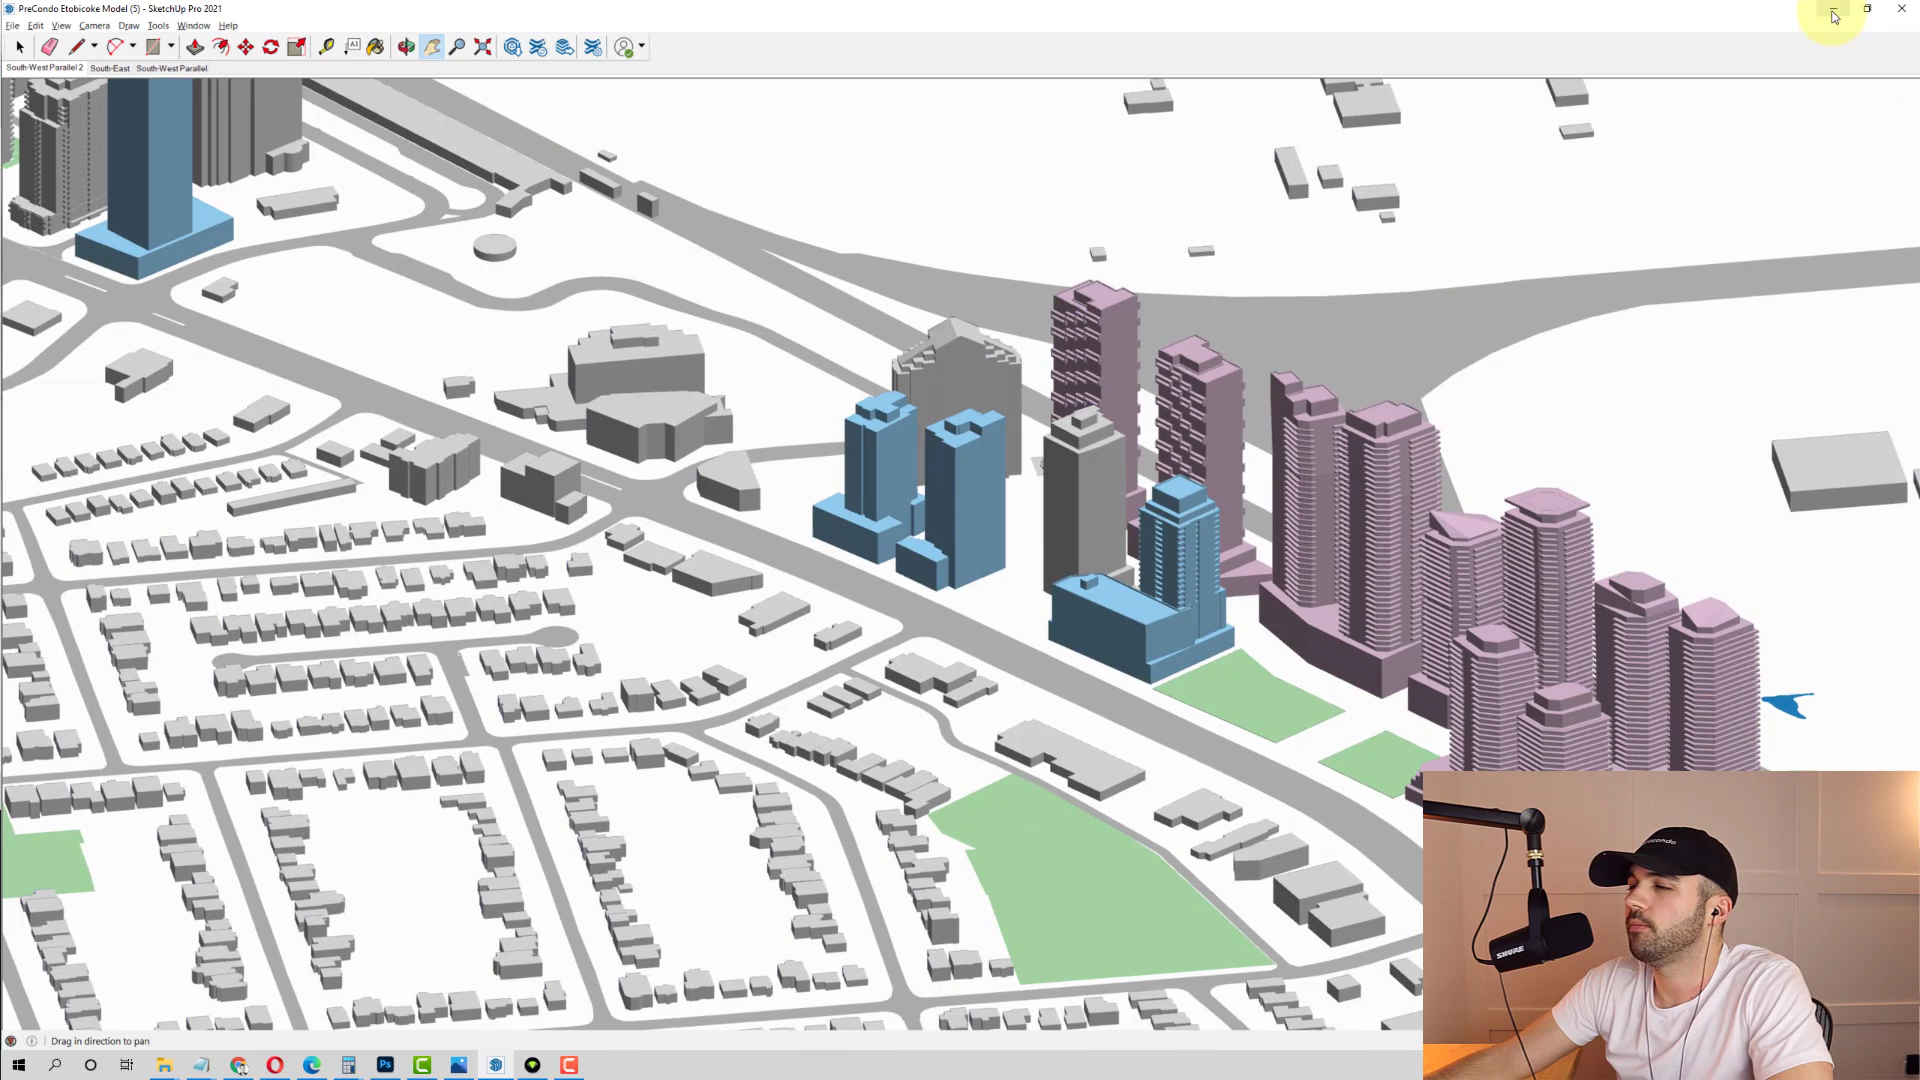 PreCondo Etobicoke Model (5) - SketchUp Pro 2021
File Edit View Camera Draw Tools Window Help
South-West Parallel 2 South-East South-West Parallel
SHURE
Drag in direction to pan
Ps